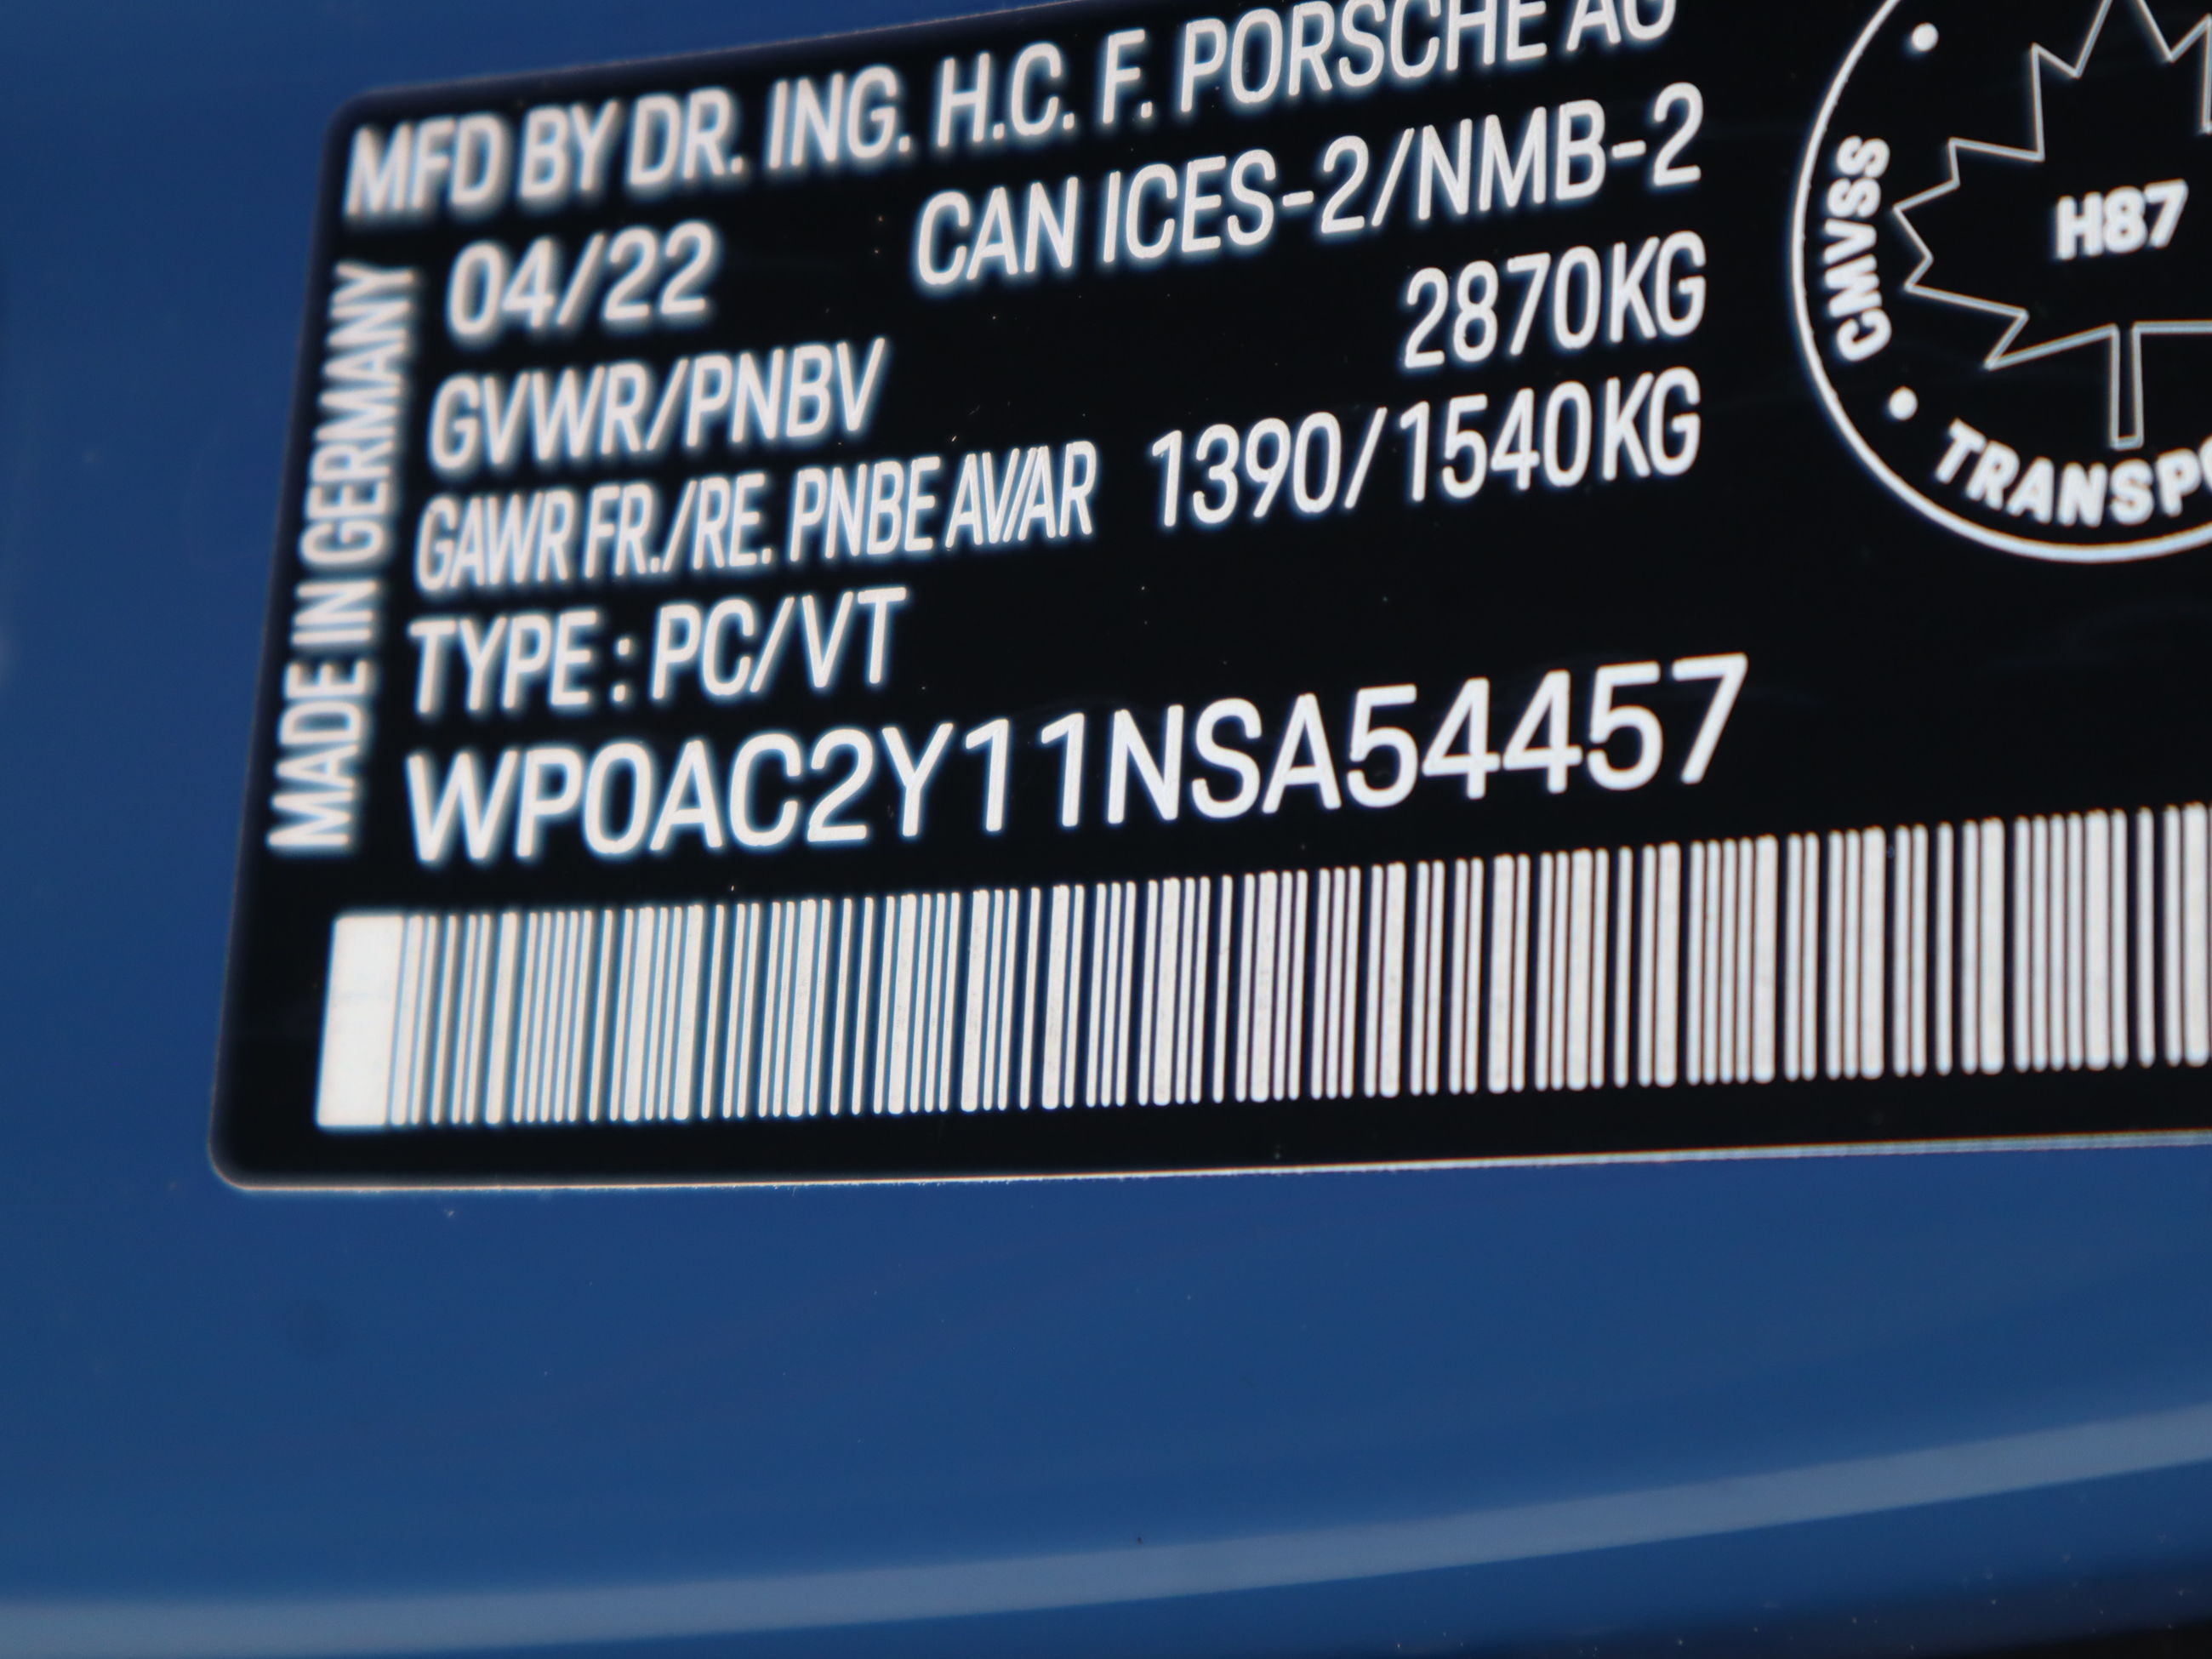 MFD BY DR. ING. H.C. F. PORSCHE AG
04/22 CAN ICES-2/NMB-2
GVWR/PNBV 2870KG
GAWR FR./RE. PNBE AV/AR 1390/1540KG
TYPE : PC/VT
WP0AC2Y11NSA54457
MADE IN GERMANY
CMVSS
H87